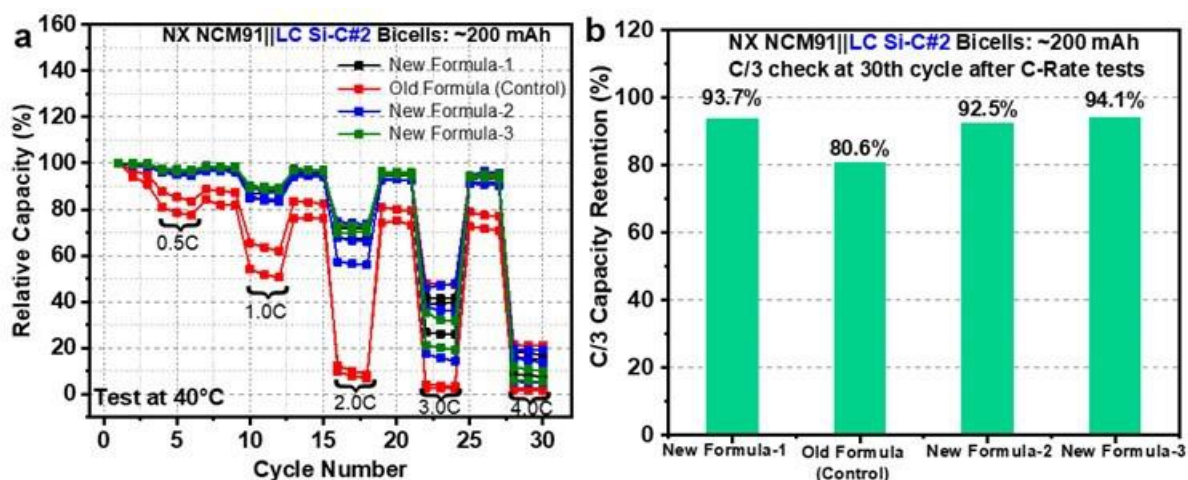 a
NX NCM91||LC Si-C#2 Bicells: ~200 mAh
New Formula-1
Old Formula (Control)
New Formula-2
New Formula-3
Relative Capacity (%)
160
140
120
100
80
60
40
20
0
0.5C
1.0C
2.0C
3.0C
4.0C
Test at 40°C
0 5 10 15 20 25 30
Cycle Number
b
NX NCM91||LC Si-C#2 Bicells: ~200 mAh
C/3 check at 30th cycle after C-Rate tests
C/3 Capacity Retention (%)
120
100
80
60
40
20
0
93.7%
80.6%
92.5%
94.1%
New Formula-1
Old Formula
(Control)
New Formula-2
New Formula-3